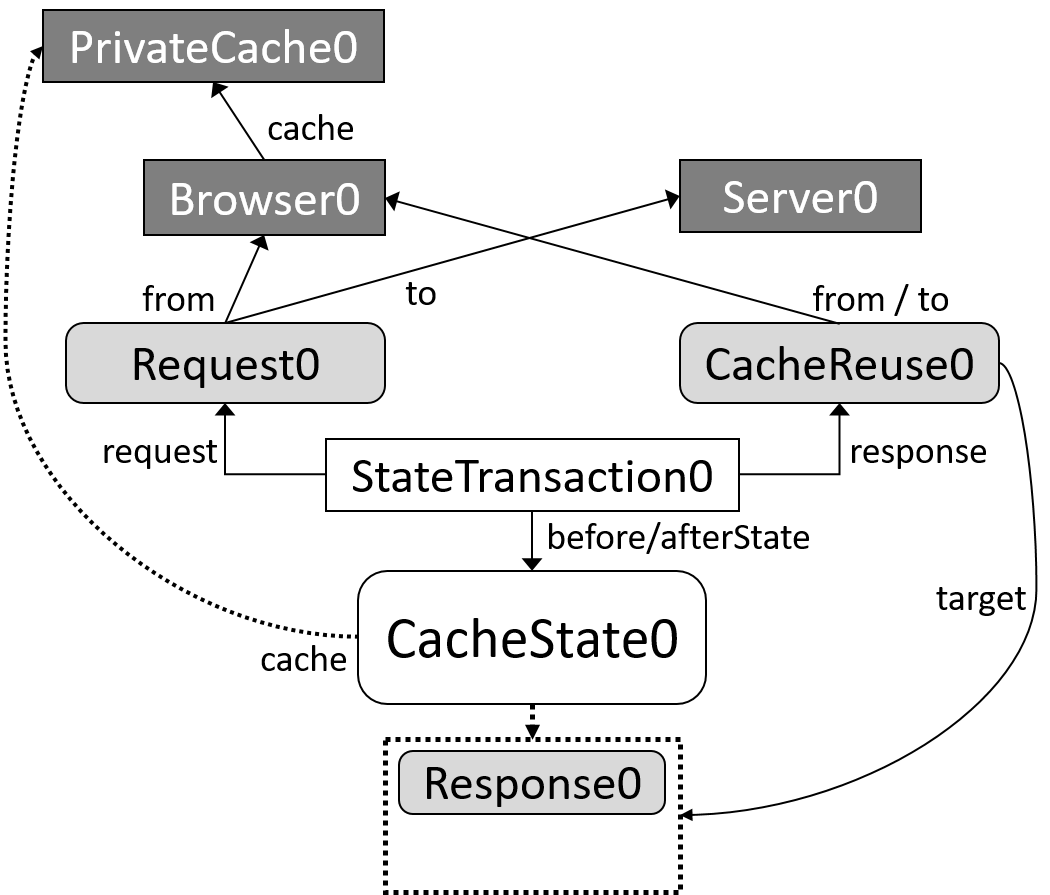 PrivateCache0
cache
Browser0
Server0
from
to
from / to
Request0
CacheReuse0
request
response
StateTransaction0
before/afterState
target
CacheState0
cache
Response0